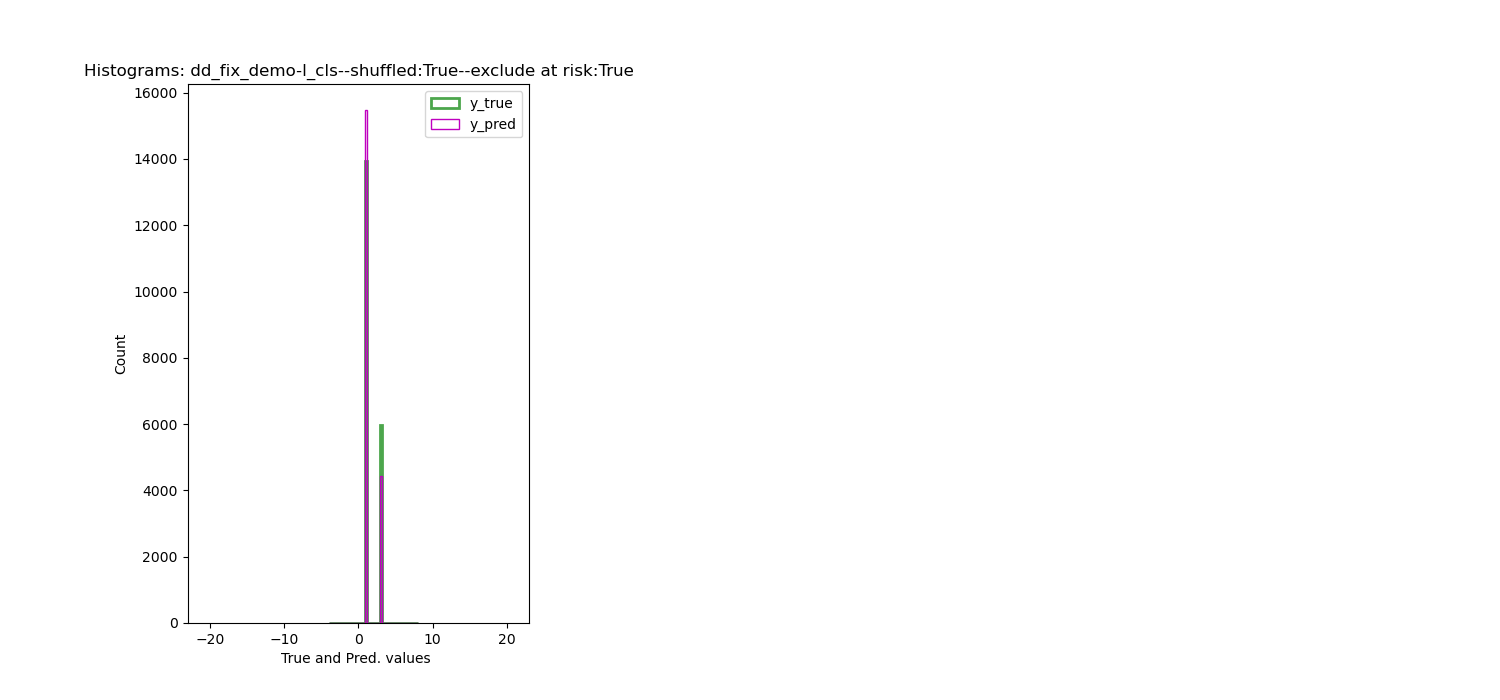 Histograms: dd_fix_demo-l_cls--shuffled:True--exclude at risk:True
16000
14000
12000
10000
8000
6000
4000
2000
0
Count
y_true
y_pred
−20
−10
0
10
20
True and Pred. values